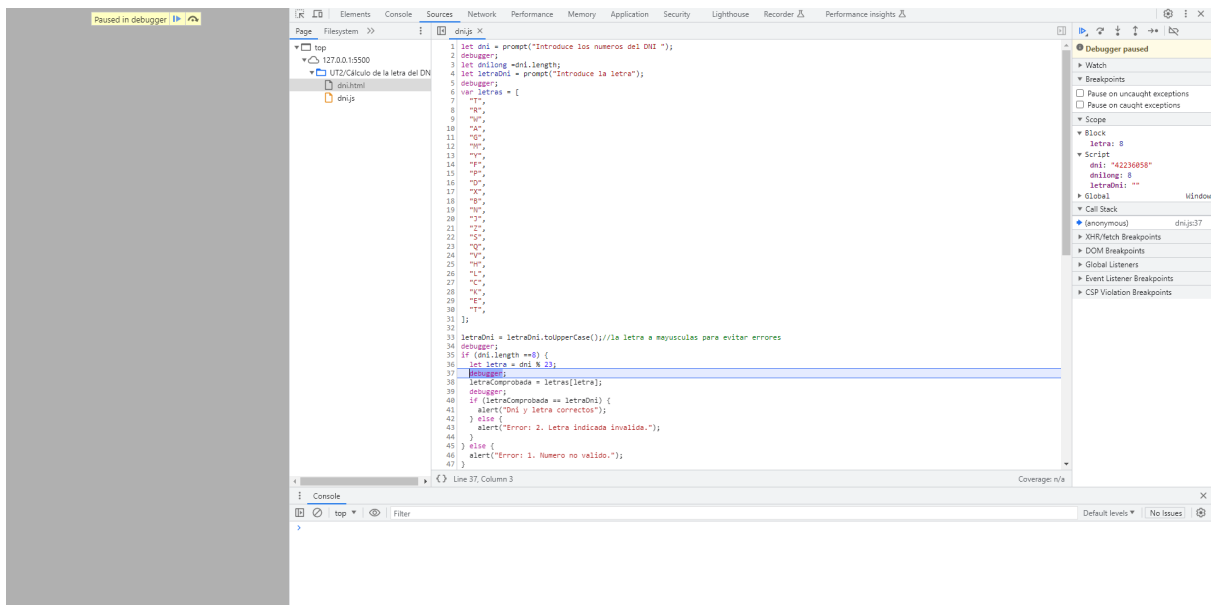 Paused in debugger
Elements Console Sources Network Performance Memory Application Security Lighthouse Recorder Performance insights
Page Filesystem >>
dni.js ×
top
127.0.0.1:5500
UT2/Cálculo de la letra del DN
dni.html
dni.js
1 let dni = prompt("Introduce los numeros del DNI ");
2 debugger;
3 let dnilong =dni.length;
4 let letraDni = prompt("Introduce la letra");
5 debugger;
6 var letras = [
7 "T",
8 "R",
9 "W",
10 "A",
11 "G",
12 "M",
13 "Y",
14 "F",
15 "P",
16 "D",
17 "X",
18 "B",
19 "N",
20 "J",
21 "Z",
22 "S",
23 "Q",
24 "V",
25 "H",
26 "L",
27 "C",
28 "K",
29 "E",
30 "T",
31 ];
32
33 letraDni = letraDni.toUpperCase();//la letra a mayusculas para evitar errores
34 debugger;
35 if (dni.length ==8) {
36 let letra = dni % 23;
37 debugger;
38 letraComprobada = letras[letra];
39 debugger;
40 if (letraComprobada == letraDni) {
41 alert("Dni y letra correctos");
42 } else {
43 alert("Error: 2. Letra indicada invalida.");
44 }
45 } else {
46 alert("Error: 1. Numero no valido.");
47 }
{} Line 37, Column 3 Coverage: n/a
Debugger paused
Watch
Breakpoints
Pause on uncaught exceptions
Pause on caught exceptions
Scope
Block
letra: 8
Script
dni: "42236058"
dnilong: 8
letraDni: ""
Global Window
Call Stack
(anonymous) dni.js:37
XHR/fetch Breakpoints
DOM Breakpoints
Global Listeners
Event Listener Breakpoints
CSP Violation Breakpoints
Console
top Filter Default levels No Issues